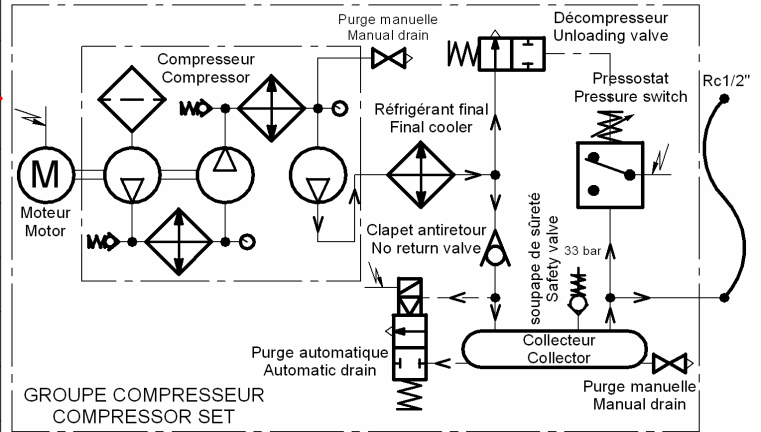 Purge manuelle
Manual drain
Décompresseur
Unloading valve
Compresseur
Compressor
Pressostat
Pressure switch
Rc1/2"
Réfrigérant final
Final cooler
M
Moteur
Motor
Clapet antiretour
No return valve
soupape de sûreté
Safety valve
33 bar
Purge automatique
Automatic drain
Collecteur
Collector
Purge manuelle
Manual drain
GROUPE COMPRESSEUR
COMPRESSOR SET